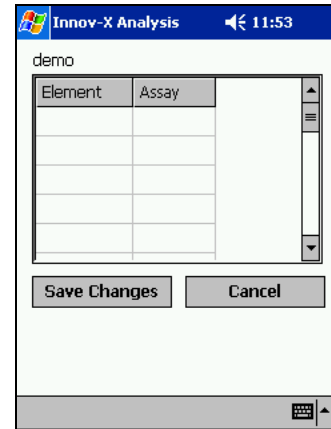 Innov-X Analysis 11:53
demo
Element Assay
Save Changes Cancel